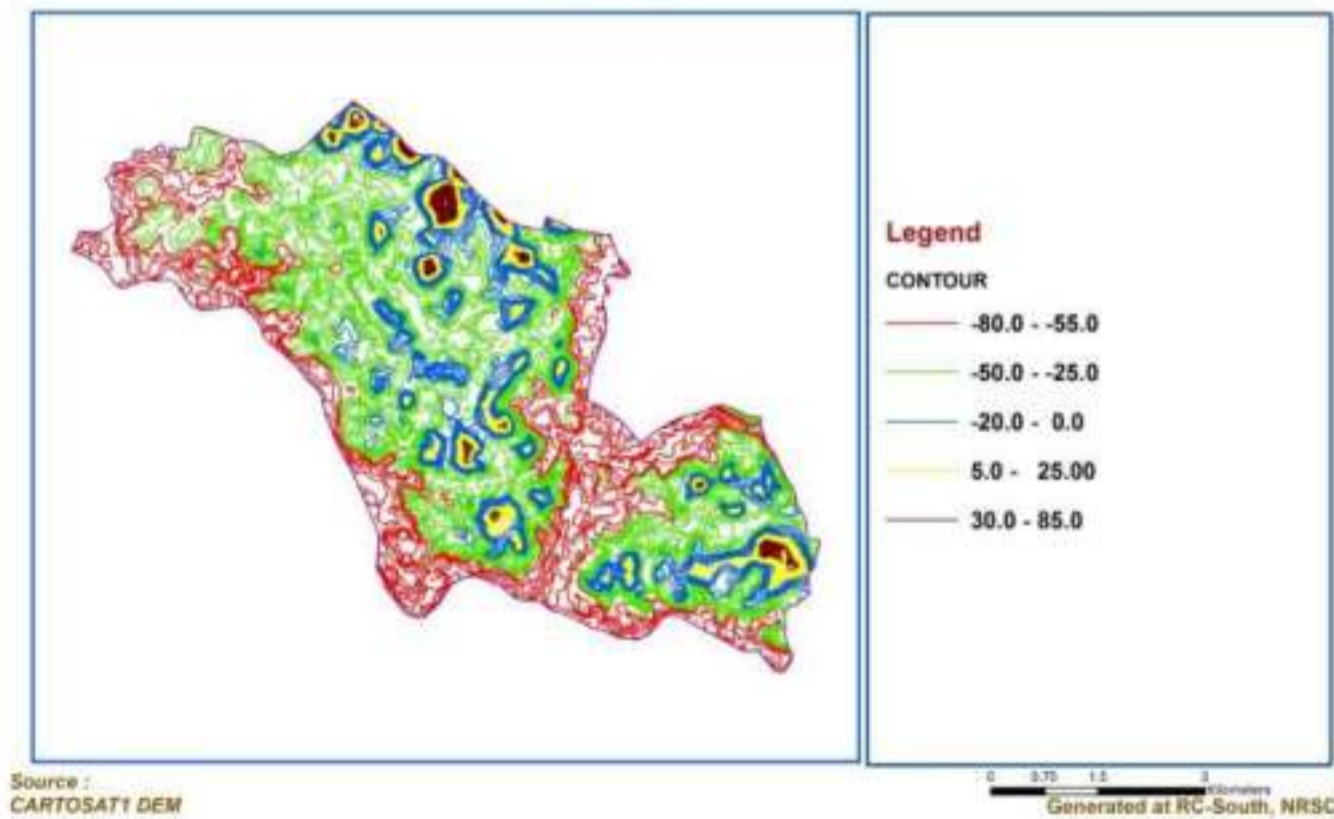 Legend
CONTOUR
-80.0 - -55.0
-50.0 - -25.0
-20.0 - 0.0
5.0 - 25.00
30.0 - 85.0
Source :
CARTOSAT1 DEM
0 0.75 1.5 3
Kilometers
Generated at RC-South, NRSC